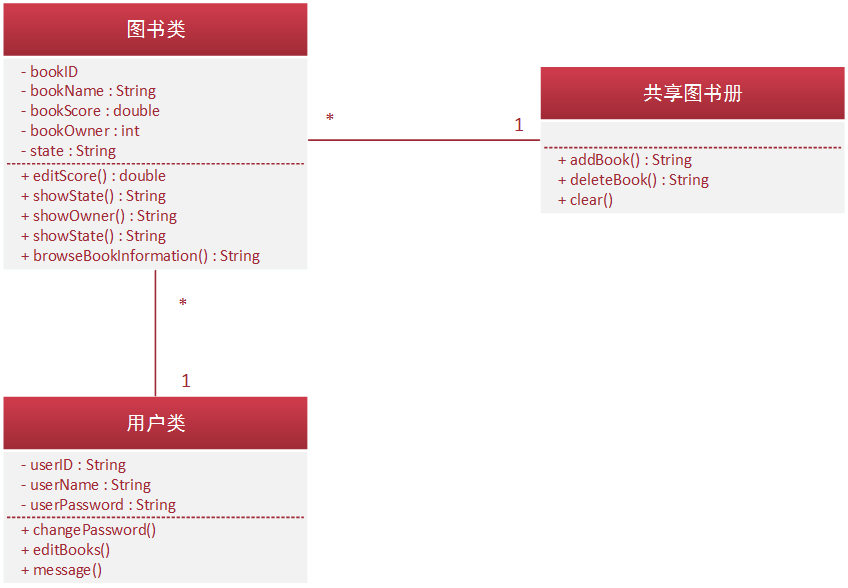 图书类
- bookID
- bookName : String
- bookScore : double
- bookOwner : int
- state : String
+ editScore() : double
+ showState() : String
+ showOwner() : String
+ showState() : String
+ browseBookInformation() : String
*
1
共享图书册
+ addBook() : String
+ deleteBook() : String
+ clear()
*
1
用户类
- userID : String
- userName : String
- userPassword : String
+ changePassword()
+ editBooks()
+ message()